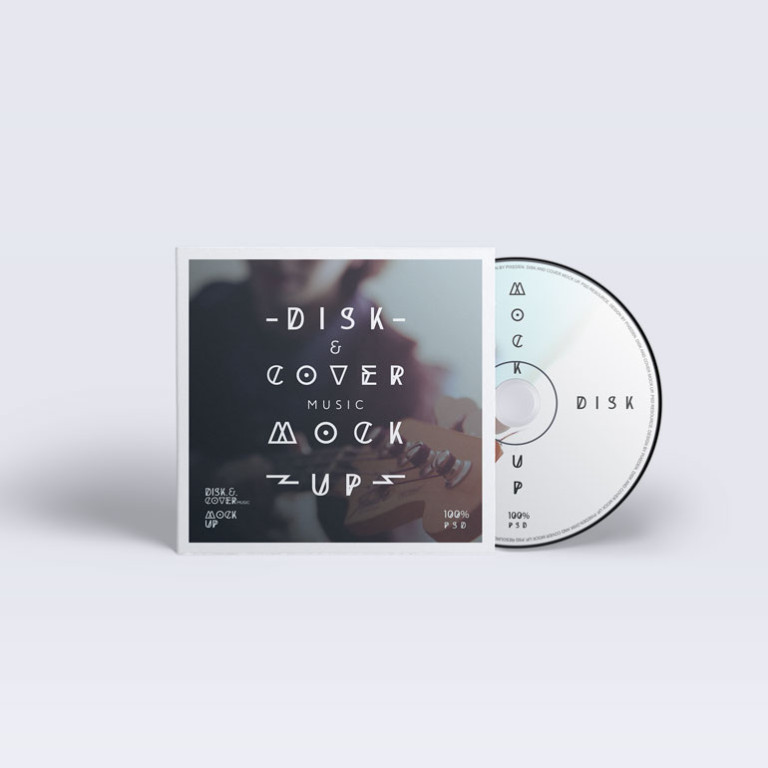 -DISK-
&
COVER
MUSIC
MOCK
UP
DISK &
COVER MUSIC
MOCK
UP
100%
PSD
MOCK
UP
DISK
100%
PSD